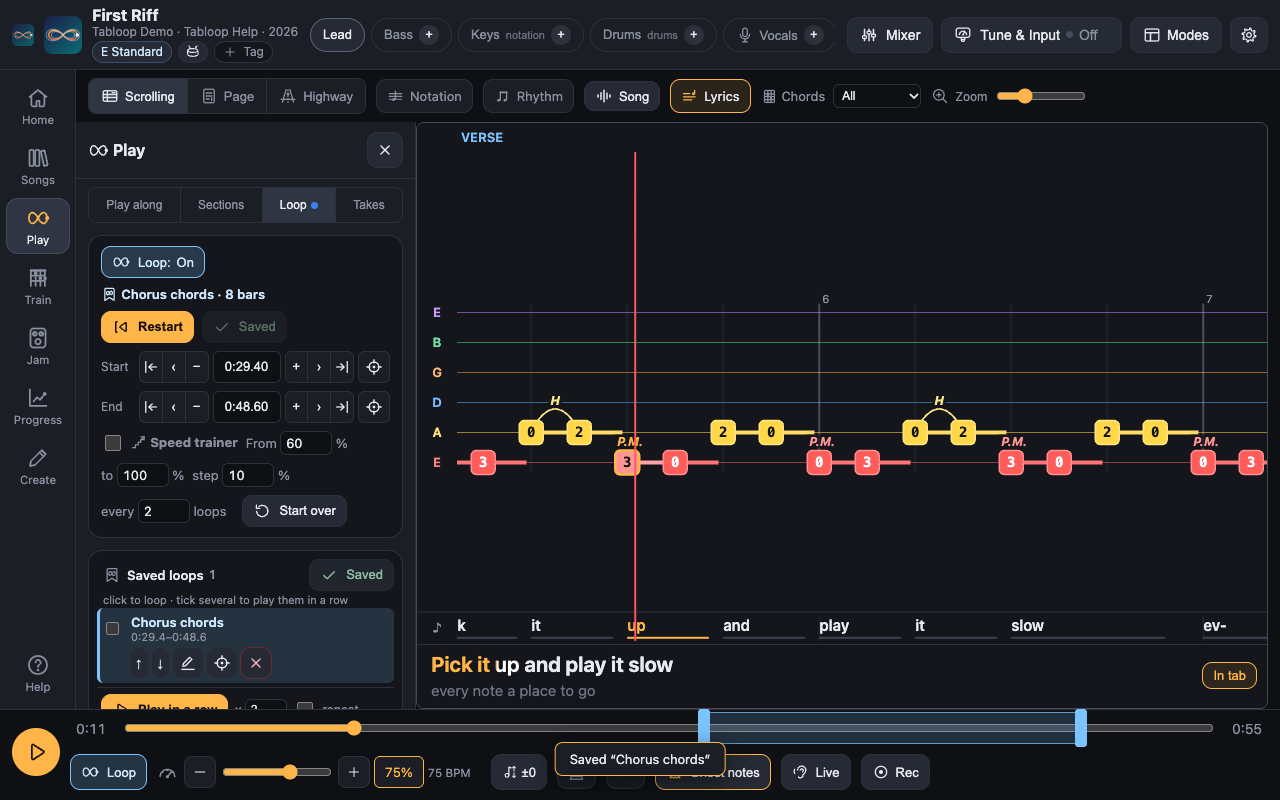 First Riff
Tabloop Demo · Tabloop Help · 2026
E Standard
+ Tag
Lead
Bass +
Keys notation +
Drums drums +
Vocals +
Mixer
Tune & Input Off
Modes
Home
Songs
Play
Train
Jam
Progress
Create
Help
Scrolling
Page
Highway
Notation
Rhythm
Song
Lyrics
Chords
All
Zoom
Play
Play along
Sections
Loop
Takes
Loop: On
Chorus chords · 8 bars
Restart
Saved
Start 0:29.40
End 0:48.60
Speed trainer From 60 %
to 100 % step 10 %
every 2 loops Start over
Saved loops 1
Saved
click to loop · tick several to play them in a row
Chorus chords
0:29.4–0:48.6
VERSE
6 7
E
B
G
D
H H
A 0 2 2 0 0 2 2 0
P.M. P.M. P.M. P.M.
E 3 3 0 0 3 3 0 0 3
k it up and play it slow ev-
Pick it up and play it slow
every note a place to go
In tab
0:11
0:55
Loop
− + 75% 75 BPM
±0
Saved “Chorus chords”
notes
Live
Rec